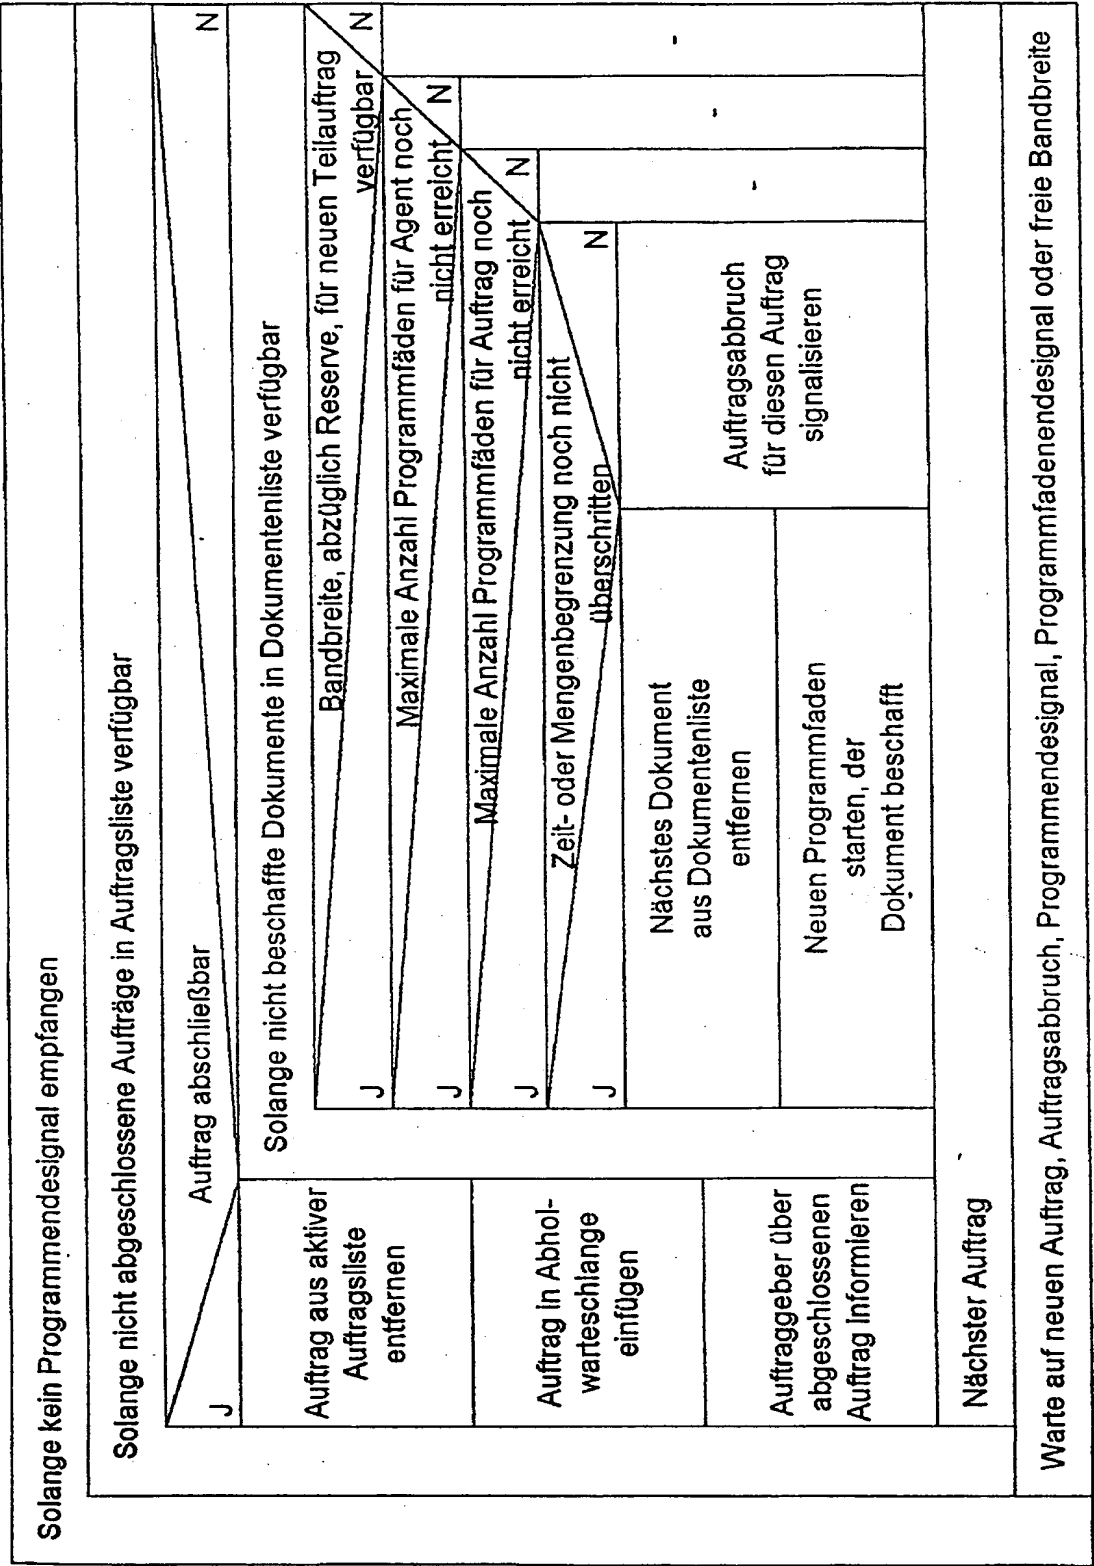 Solange kein Programmendesignal empfangen
Solange nicht abgeschlossene Aufträge in Auftragsliste verfügbar
Auftrag abschließbar
J
N
Auftrag aus aktiver
Auftragsliste
entfernen
Auftrag in Abhol-
warteschlange
einfügen
Auftraggeber über
abgeschlossenen
Auftrag Informieren
Solange nicht beschaffte Dokumente in Dokumentenliste verfügbar
Bandbreite, abzüglich Reserve, für neuen Teilauftrag
verfügbar
J
N
Maximale Anzahl Programmfäden für Agent noch
nicht erreicht
J
N
Maximale Anzahl Programmfäden für Auftrag noch
nicht erreicht
J
N
Zeit- oder Mengenbegrenzung noch nicht
überschritten
J
N
Nächstes Dokument
aus Dokumentenliste
entfernen
Neuen Programmfaden
starten, der
Dokument beschafft
Auftragsabbruch
für diesen Auftrag
signalisieren
Nächster Auftrag
Warte auf neuen Auftrag, Auftragsabbruch, Programmendesignal, Programmfadenendesignal oder freie Bandbreite